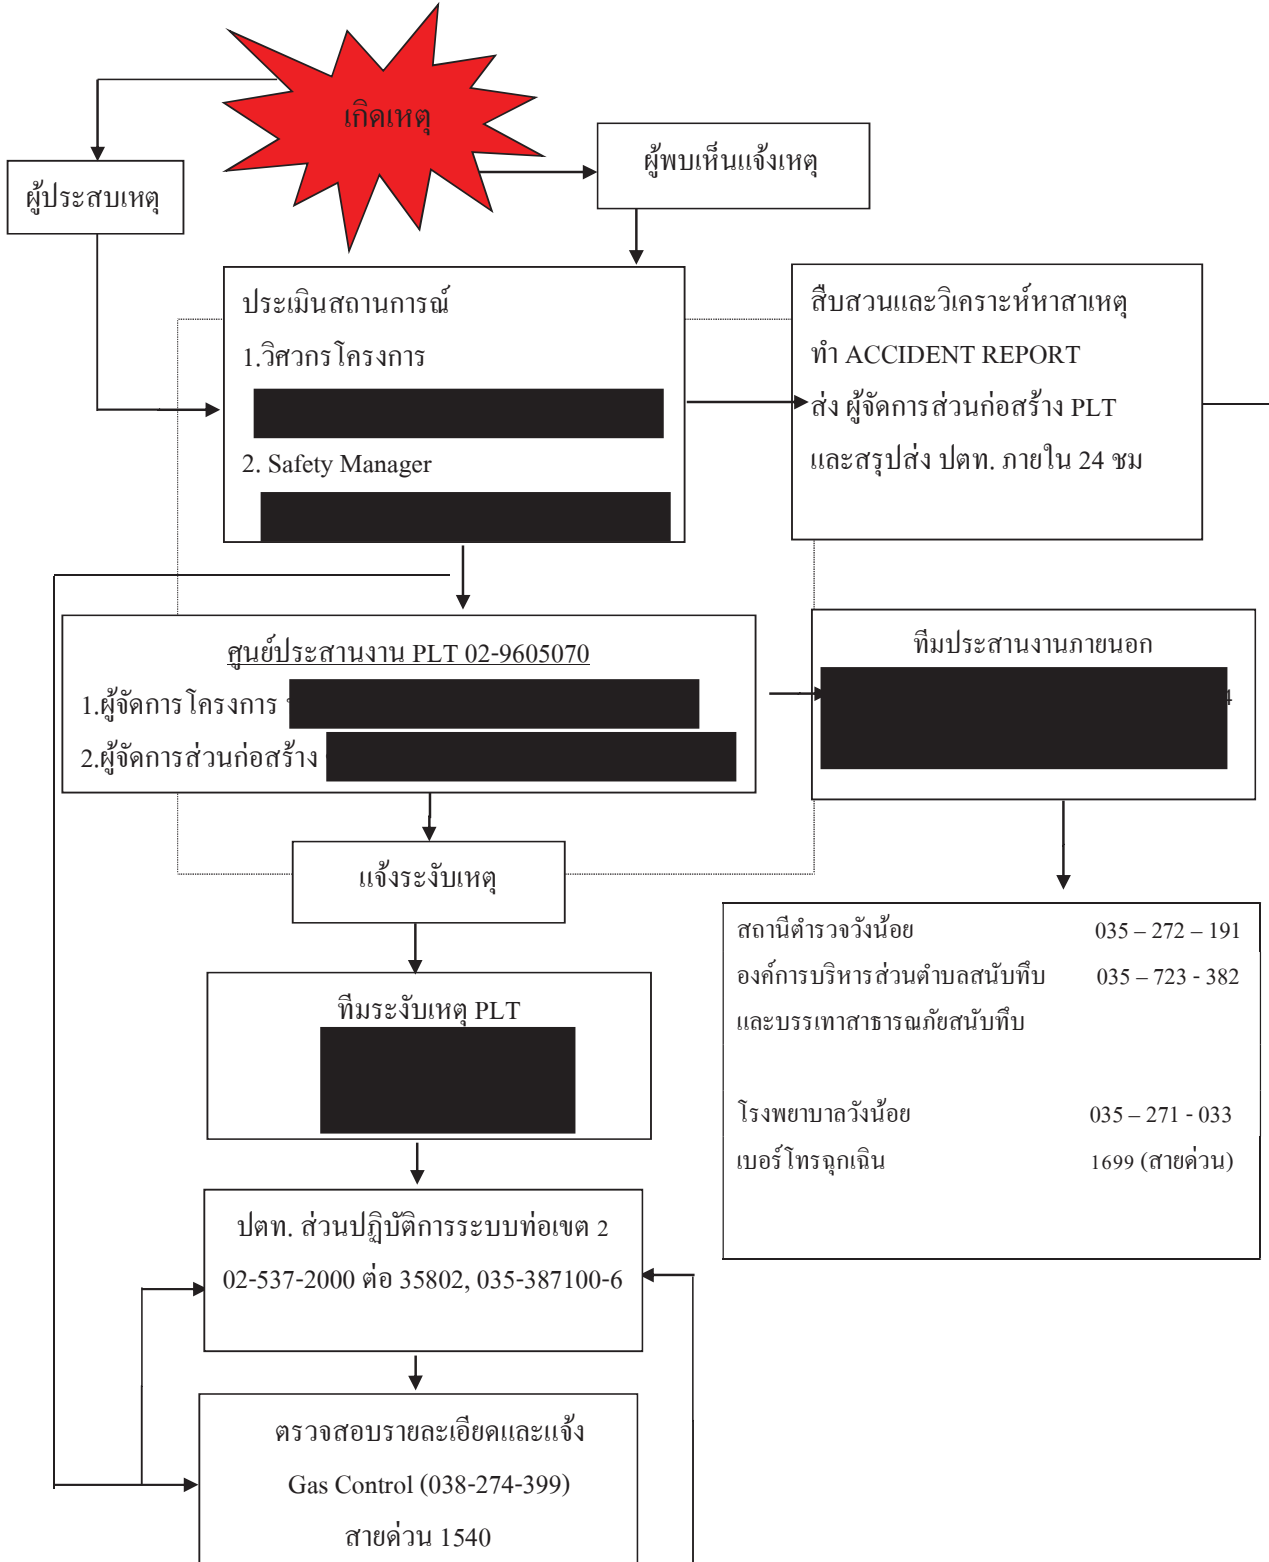 เกิดเหตุ
ผู้พบเห็นแจ้งเหตุ
ผู้ประสบเหตุ
ประเมินสถานการณ์
1.วิศวกรโครงการ
2. Safety Manager
สืบสวนและวิเคราะห์หาสาเหตุ
ทำ ACCIDENT REPORT
ส่ง ผู้จัดการส่วนก่อสร้าง PLT
และสรุปส่ง ปตท. ภายใน 24 ชม
ศูนย์ประสานงาน PLT 02-9605070
1.ผู้จัดการโครงการ
2.ผู้จัดการส่วนก่อสร้าง
ทีมประสานงานภายนอก
4
แจ้งระงับเหตุ
สถานีตำรวจวังน้อย 035 – 272 – 191
องค์การบริหารส่วนตำบลสนับทึบ 035 – 723 - 382
และบรรเทาสาธารณภัยสนับทึบ
โรงพยาบาลวังน้อย 035 – 271 - 033
เบอร์โทรฉุกเฉิน 1699 (สายด่วน)
ทีมระงับเหตุ PLT
ปตท. ส่วนปฏิบัติการระบบท่อเขต 2
02-537-2000 ต่อ 35802, 035-387100-6
ตรวจสอบรายละเอียดและแจ้ง
Gas Control (038-274-399)
สายด่วน 1540